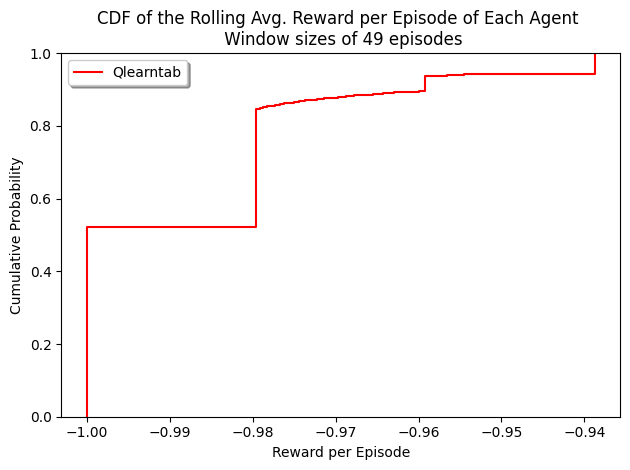 CDF of the Rolling Avg. Reward per Episode of Each Agent
Window sizes of 49 episodes
Qlearntab
Cumulative Probability
1.0
0.8
0.6
0.4
0.2
0.0
−1.00 −0.99 −0.98 −0.97 −0.96 −0.95 −0.94
Reward per Episode